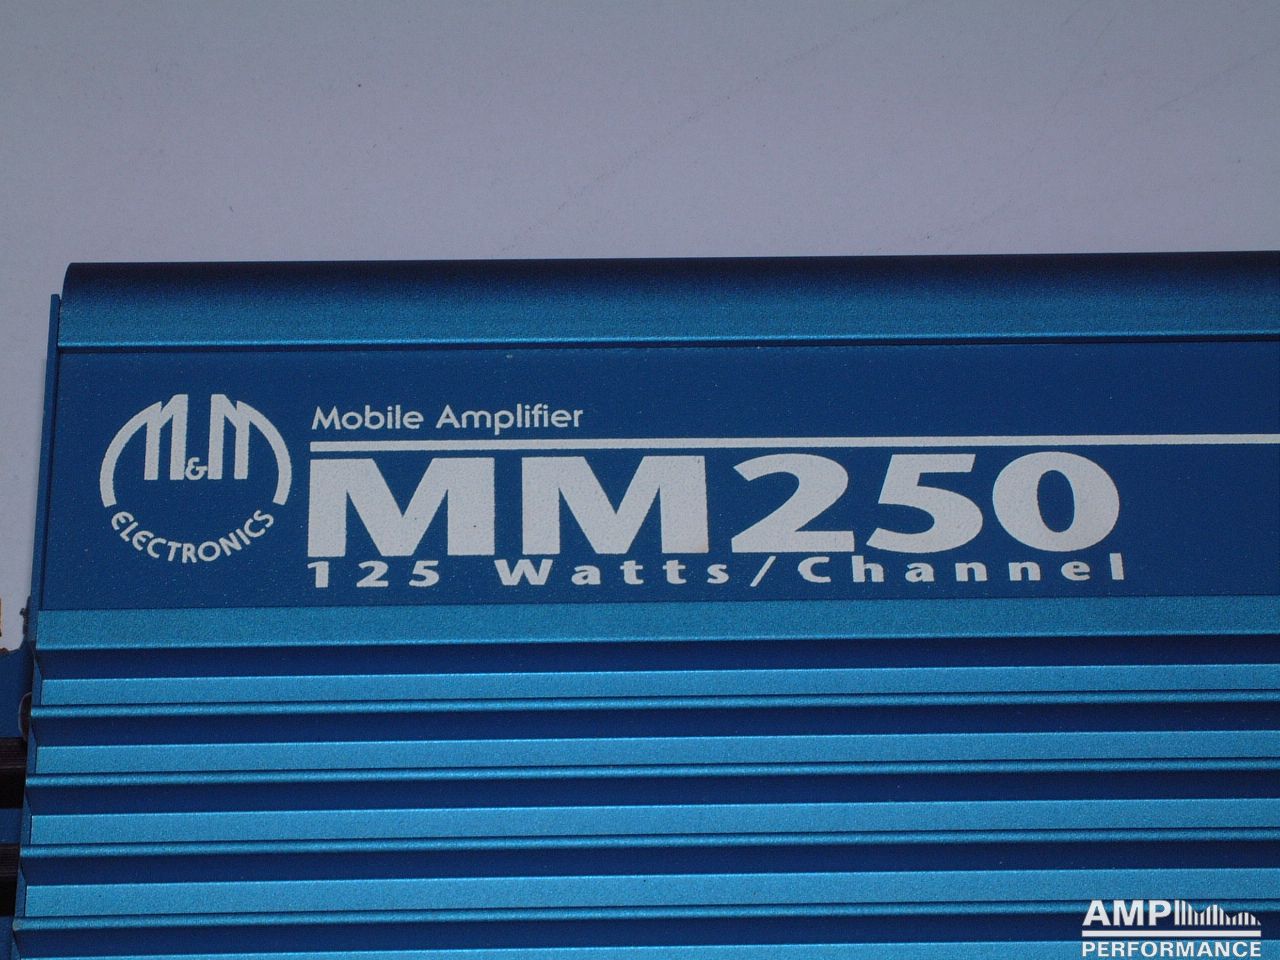 M&M
ELECTRONICS
Mobile Amplifier
MM250
125 Watts/Channel
AMP
PERFORMANCE